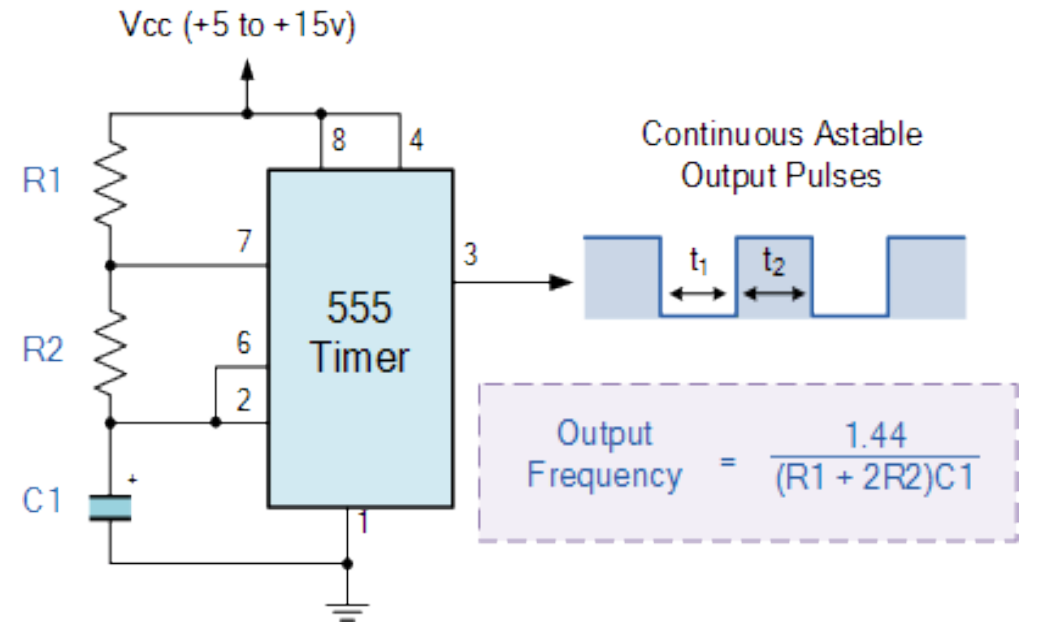 Vcc (+5 to +15v)
8
4
R1
7
R2
6
2
C1
+
555
Timer
1
3
Continuous Astable
Output Pulses
t₁
t₂
Output
Frequency
=
1.44
(R1 + 2R2)C1